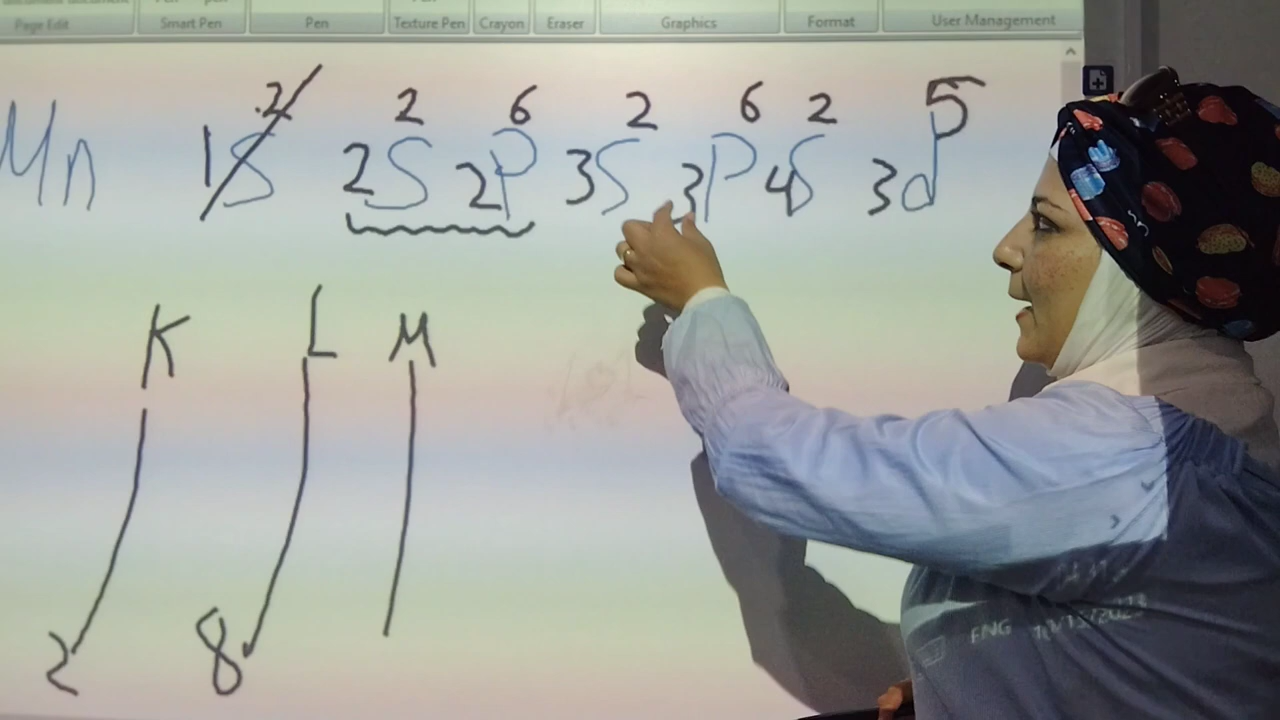 Page Edit Smart Pen Pen Texture Pen Crayon Eraser Graphics Format User Management
Mn 1S² 2S² 2P⁶ 3S² 3P⁶ 4S² 3d⁵
K L M
2 8
ENG